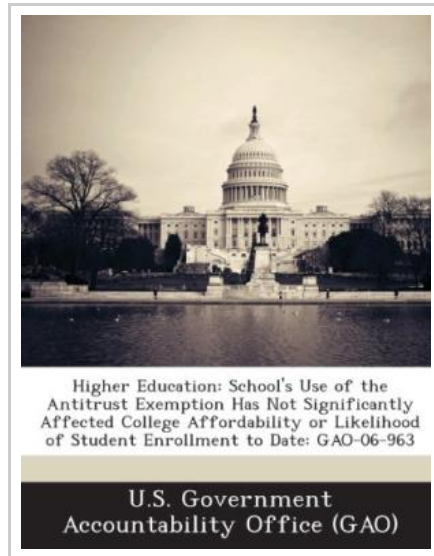 Higher Education: School's Use of the
Antitrust Exemption Has Not Significantly
Affected College Affordability or Likelihood
of Student Enrollment to Date: GAO-06-963
U.S. Government
Accountability Office (GAO)